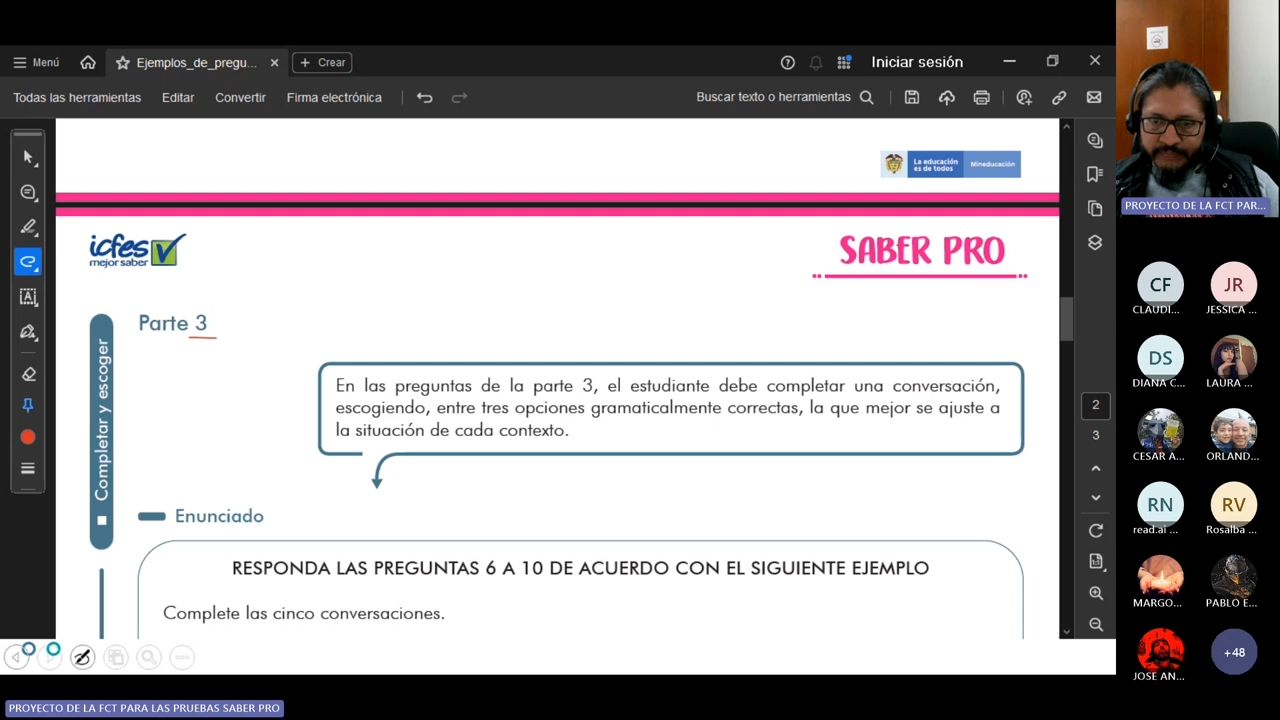 Menú
Ejemplos_de_pregu...
Crear
Iniciar sesión
Todas las herramientas
Editar
Convertir
Firma electrónica
Buscar texto o herramientas
La educación
es de todos
Mineducación
icfes
mejor saber
SABER PRO
Completar y escoger
Parte 3
En las preguntas de la parte 3, el estudiante debe completar una conversación,
escogiendo, entre tres opciones gramaticalmente correctas, la que mejor se ajuste a
la situación de cada contexto.
Enunciado
RESPONDA LAS PREGUNTAS 6 A 10 DE ACUERDO CON EL SIGUIENTE EJEMPLO
Complete las cinco conversaciones.
2
3
PROYECTO DE LA FCT PAR...
CF
JR
CLAUDI...
JESSICA ...
DS
DIANA C...
LAURA ...
CESAR A...
ORLAND...
RN
RV
read.ai ...
Rosalba ...
MARGO...
PABLO E...
JOSE AN...
+48
PROYECTO DE LA FCT PARA LAS PRUEBAS SABER PRO